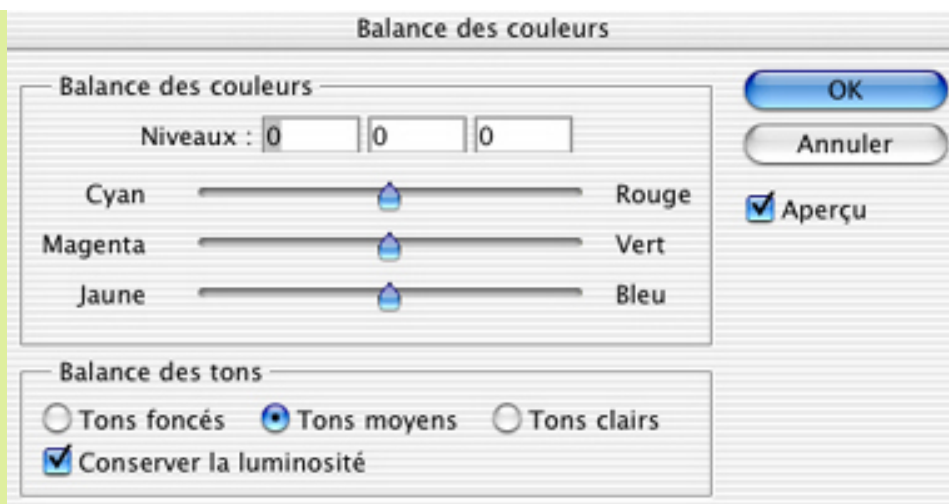 Balance des couleurs
Balance des couleurs
Niveaux : 0 0 0
Cyan Rouge
Magenta Vert
Jaune Bleu
Balance des tons
Tons foncés Tons moyens Tons clairs
Conserver la luminosité
OK
Annuler
Aperçu